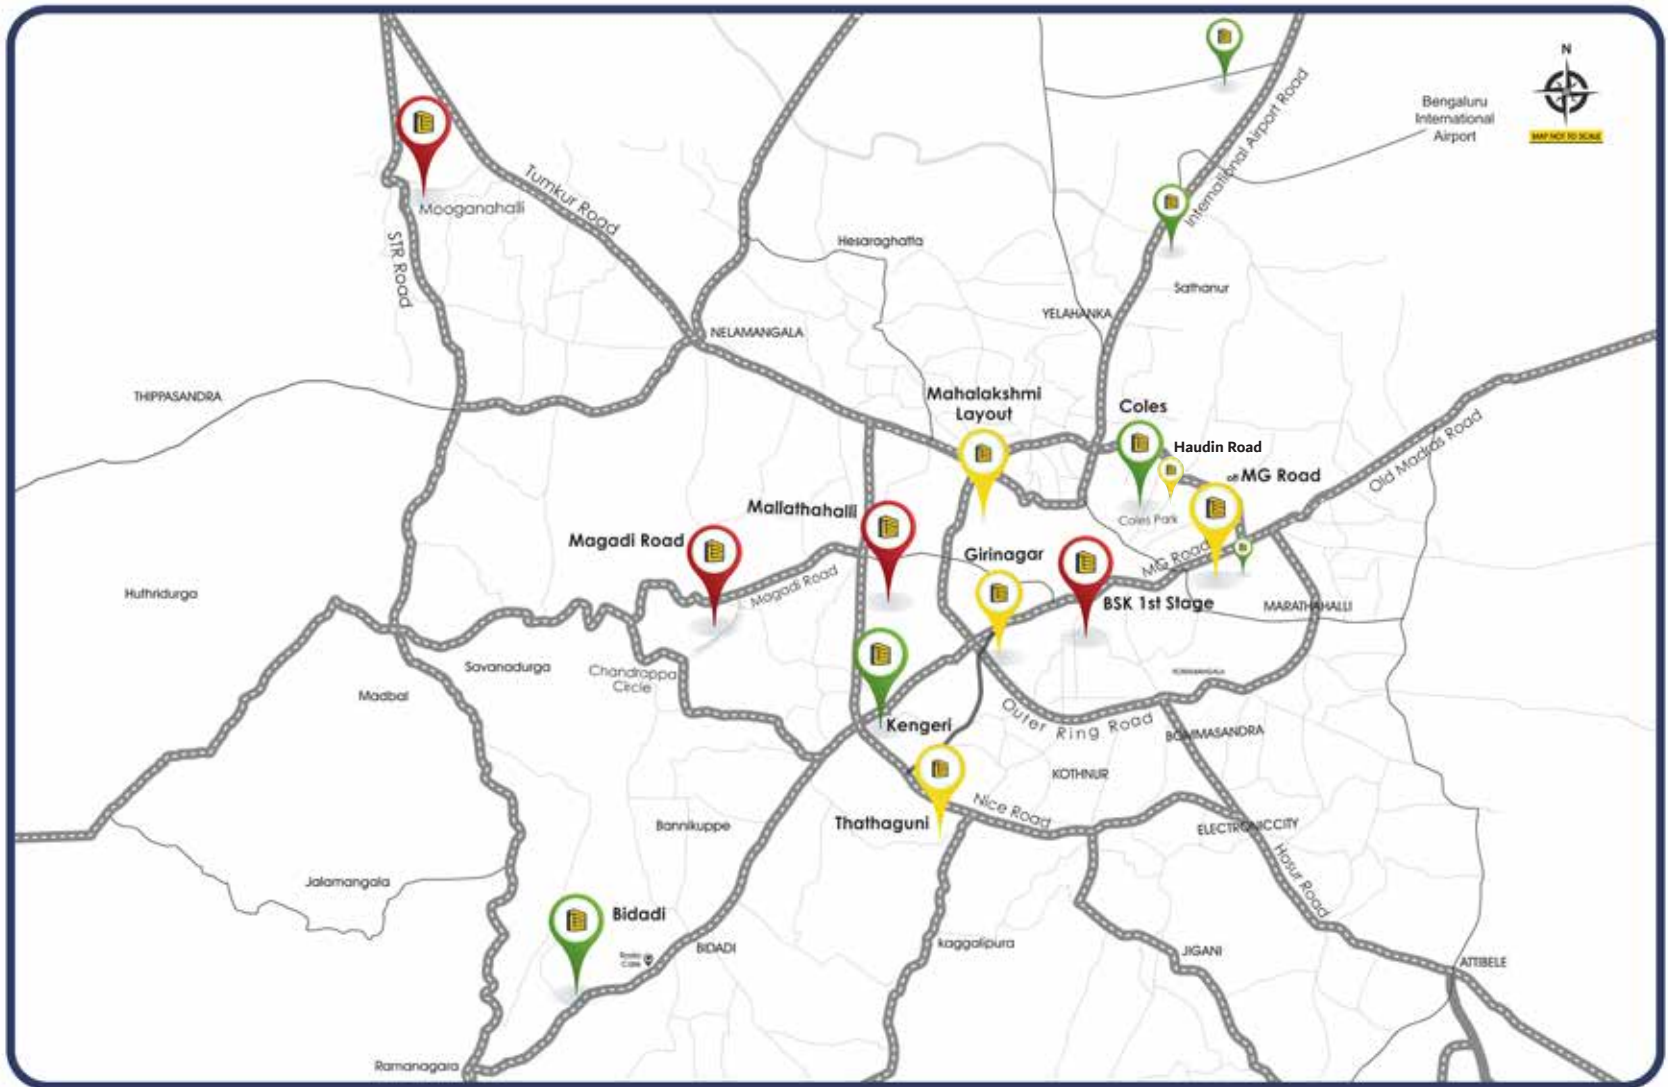 N
MAP NOT TO SCALE
Bengaluru
International
Airport
International Airport Road
Mooganahalli
Tumkur Road
STR Road
Hesaraghatta
Sathanur
YELAHANKA
NELAMANGALA
THIPPASANDRA
Mahalakshmi
Layout
Coles
Haudin Road
off MG Road
Old Madras Road
Coles Park
Mallathahalli
Magadi Road
Girinagar
MG Road
Magadi Road
BSK 1st Stage
MARATHAHALLI
Huthridurga
Savanadurga
Chandrappa
Circle
Madbal
Kengeri
Outer Ring Road
BOMMASANDRA
KOTHNUR
Nice Road
Thathaguni
Bannikuppe
ELECTRONICCITY
Hosur Road
Jalamangala
Bidadi
BIDADI
kaggalipura
JIGANI
ATTIBELE
Ramanagara